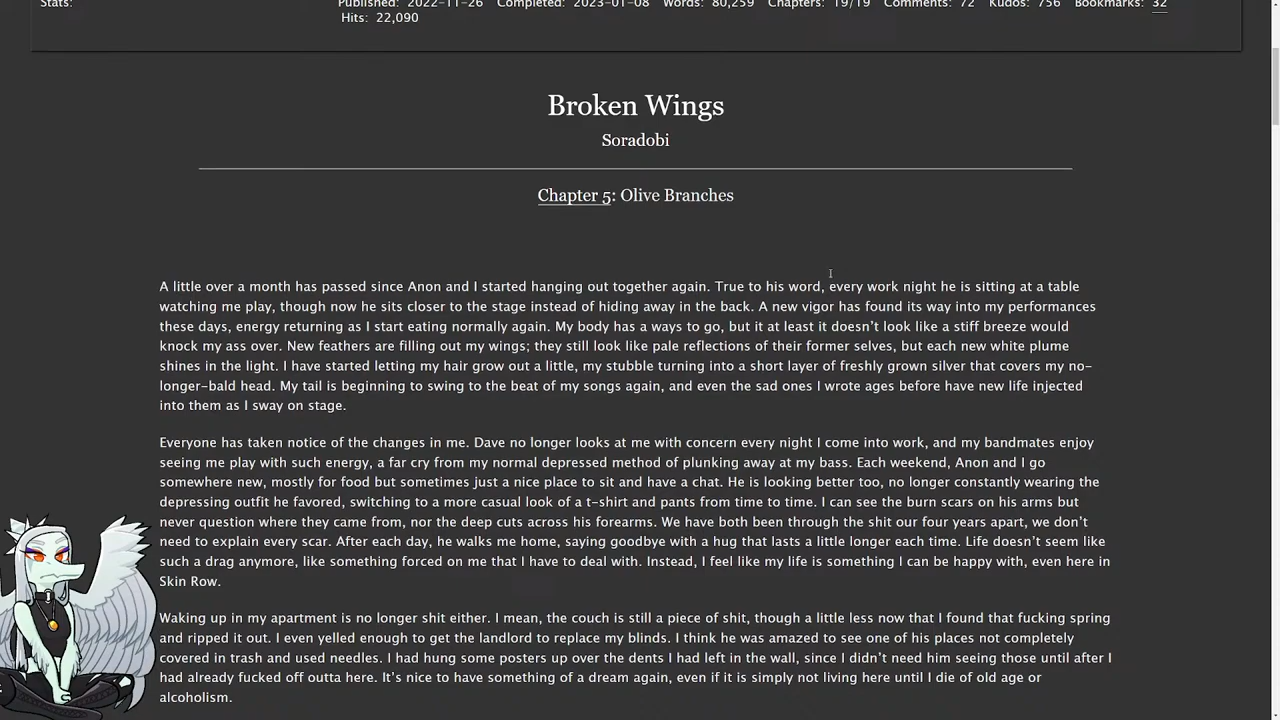 Stats:
Published: 2022-11-26 Completed: 2023-01-08 Words: 80,259 Chapters: 19/19 Comments: 72 Kudos: 756 Bookmarks: 32
Hits: 22,090
Broken Wings
Soradobi
Chapter 5: Olive Branches
A little over a month has passed since Anon and I started hanging out together again. True to his word, every work night he is sitting at a table
watching me play, though now he sits closer to the stage instead of hiding away in the back. A new vigor has found its way into my performances
these days, energy returning as I start eating normally again. My body has a ways to go, but it at least it doesn’t look like a stiff breeze would
knock my ass over. New feathers are filling out my wings; they still look like pale reflections of their former selves, but each new white plume
shines in the light. I have started letting my hair grow out a little, my stubble turning into a short layer of freshly grown silver that covers my no-
longer-bald head. My tail is beginning to swing to the beat of my songs again, and even the sad ones I wrote ages before have new life injected
into them as I sway on stage.
Everyone has taken notice of the changes in me. Dave no longer looks at me with concern every night I come into work, and my bandmates enjoy
seeing me play with such energy, a far cry from my normal depressed method of plunking away at my bass. Each weekend, Anon and I go
somewhere new, mostly for food but sometimes just a nice place to sit and have a chat. He is looking better too, no longer constantly wearing the
depressing outfit he favored, switching to a more casual look of a t-shirt and pants from time to time. I can see the burn scars on his arms but
never question where they came from, nor the deep cuts across his forearms. We have both been through the shit our four years apart, we don’t
need to explain every scar. After each day, he walks me home, saying goodbye with a hug that lasts a little longer each time. Life doesn’t seem like
such a drag anymore, like something forced on me that I have to deal with. Instead, I feel like my life is something I can be happy with, even here in
Skin Row.
Waking up in my apartment is no longer shit either. I mean, the couch is still a piece of shit, though a little less now that I found that fucking spring
and ripped it out. I even yelled enough to get the landlord to replace my blinds. I think he was amazed to see one of his places not completely
covered in trash and used needles. I had hung some posters up over the dents I had left in the wall, since I didn’t need him seeing those until after I
had already fucked off outta here. It’s nice to have something of a dream again, even if it is simply not living here until I die of old age or
alcoholism.